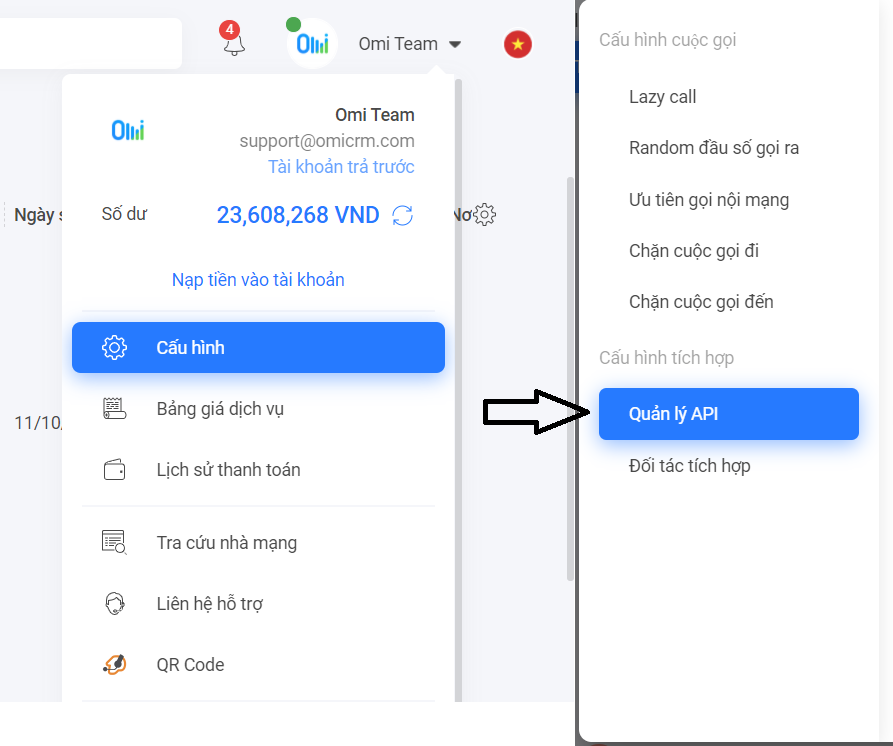 4
Omi
Omi Team
Omi
Omi Team
support@omicrm.com
Tài khoản trả trước
Ngày
Số dư
23,608,268 VND
Nạp tiền vào tài khoản
Cấu hình
Bảng giá dịch vụ
11/10/
Lịch sử thanh toán
Tra cứu nhà mạng
Liên hệ hỗ trợ
QR Code
Cấu hình cuộc gọi
Lazy call
Random đầu số gọi ra
Ưu tiên gọi nội mạng
Chặn cuộc gọi đi
Chặn cuộc gọi đến
Cấu hình tích hợp
Quản lý API
Đối tác tích hợp